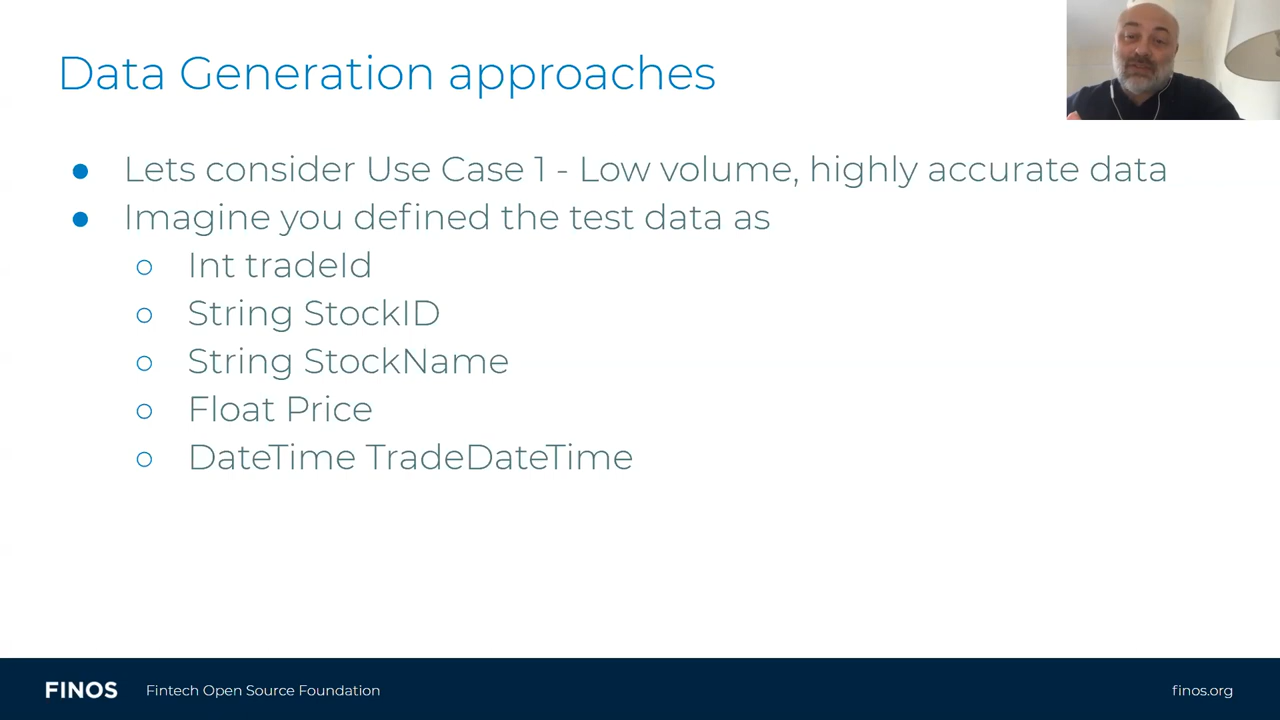 Data Generation approaches
● Lets consider Use Case 1 - Low volume, highly accurate data
● Imagine you defined the test data as
○ Int tradeId
○ String StockID
○ String StockName
○ Float Price
○ DateTime TradeDateTime
FINOS Fintech Open Source Foundation finos.org